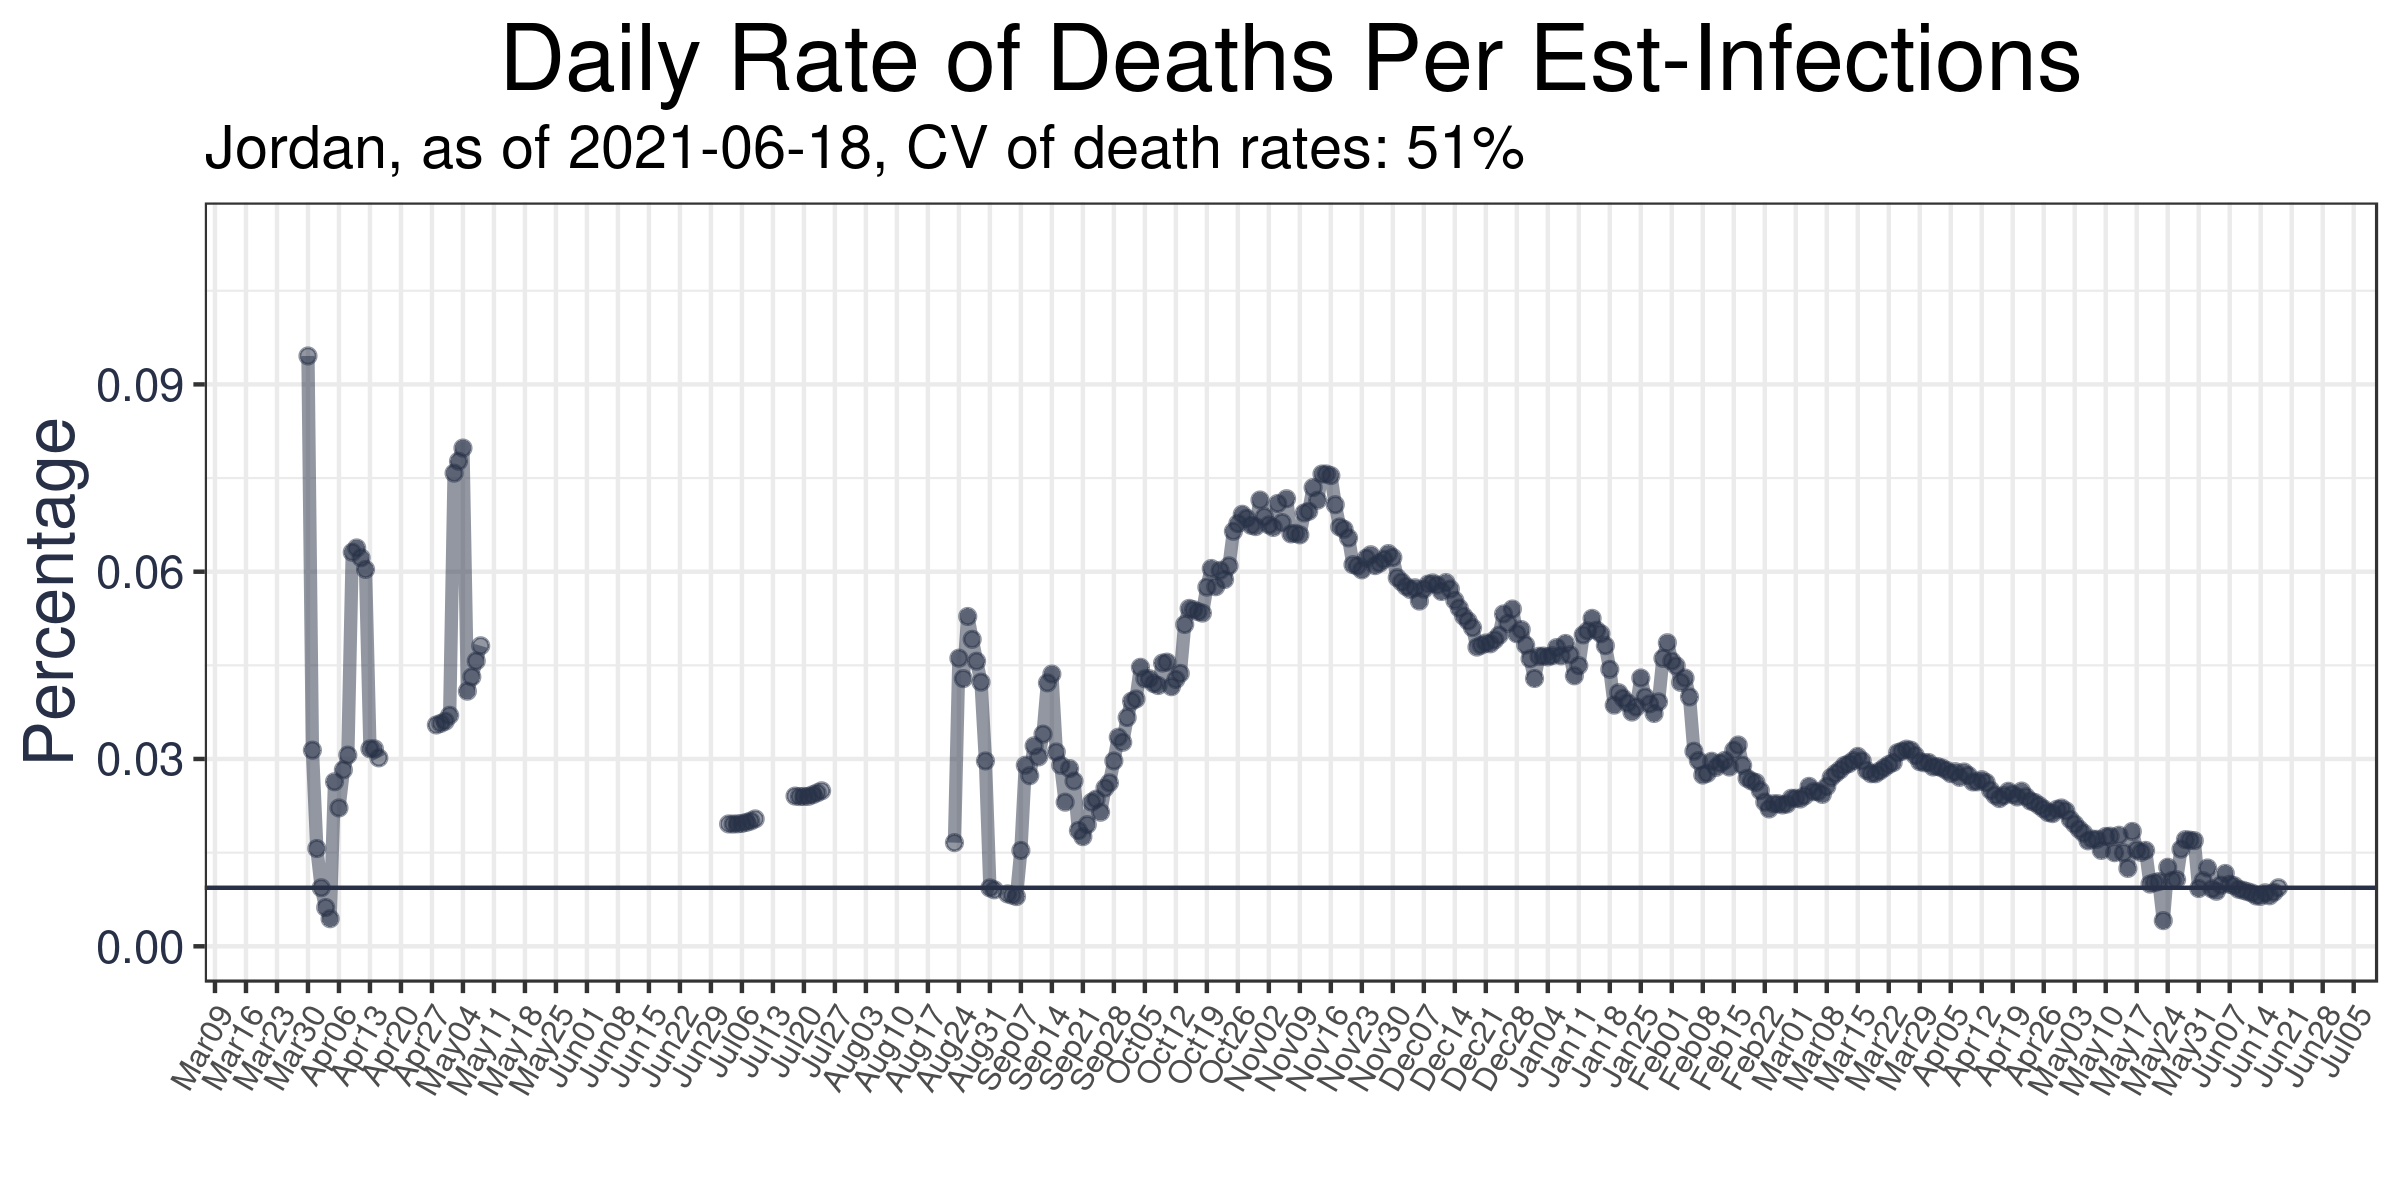 Daily Rate of Deaths Per Est-Infections
Jordan, as of 2021-06-18, CV of death rates: 51%
Percentage
0.09
0.06
0.03
0.00
Mar09 Mar16 Mar23 Mar30 Apr06 Apr13 Apr20 Apr27 May04 May11 May18 May25 Jun01 Jun08 Jun15 Jun22 Jun29 Jul06 Jul13 Jul20 Jul27 Aug03 Aug10 Aug17 Aug24 Aug31 Sep07 Sep14 Sep21 Sep28 Oct05 Oct12 Oct19 Oct26 Nov02 Nov09 Nov16 Nov23 Nov30 Dec07 Dec14 Dec21 Dec28 Jan04 Jan11 Jan18 Jan25 Feb01 Feb08 Feb15 Feb22 Mar01 Mar08 Mar15 Mar22 Mar29 Apr05 Apr12 Apr19 Apr26 May03 May10 May17 May24 May31 Jun07 Jun14 Jun21 Jun28 Jul05